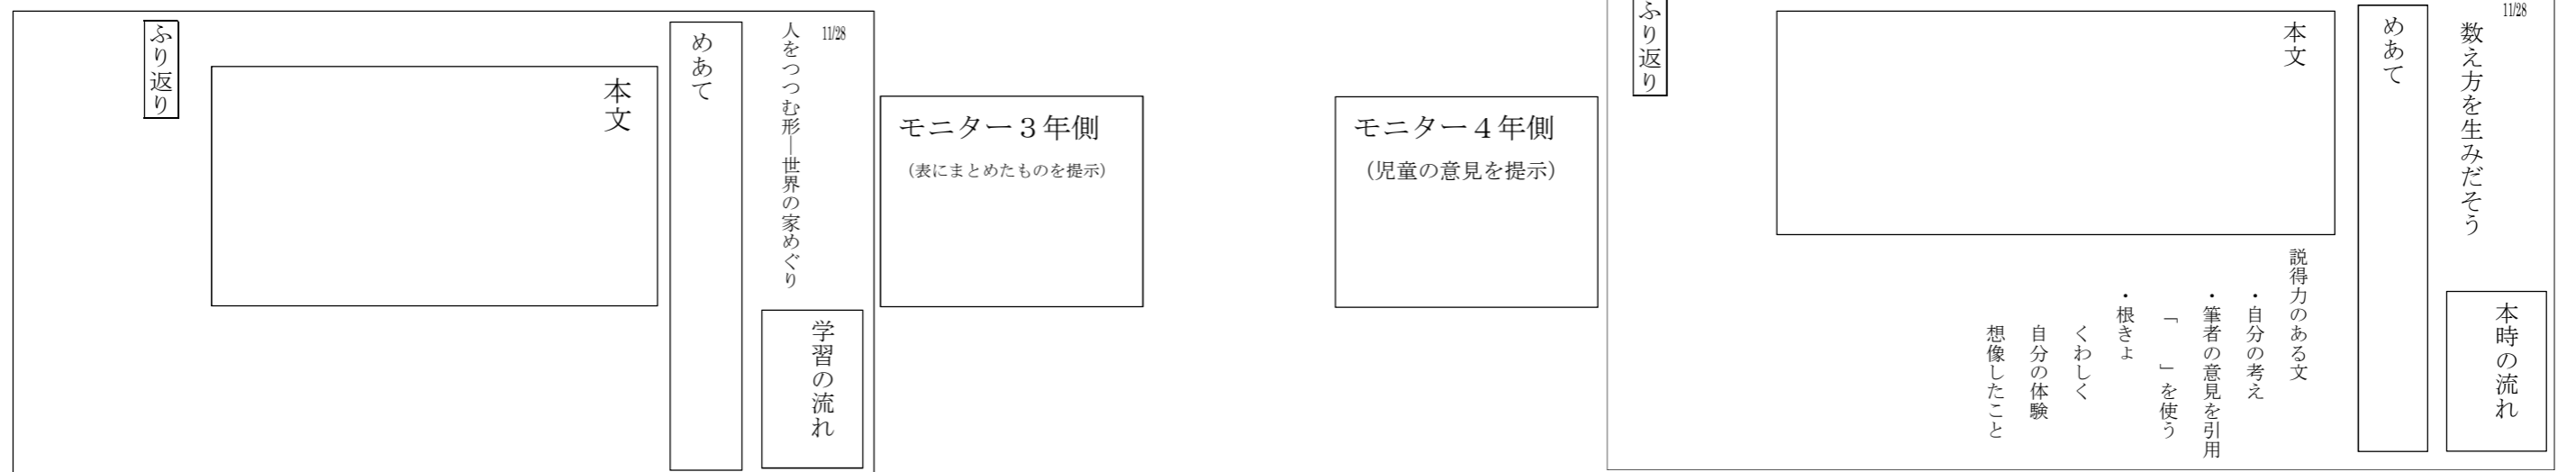 11/28
数え方を生みだそう
本時の流れ
めあて
本文
説得力のある文
・自分の考え
・筆者の意見を引用
「　」を使う
・根きょ
くわしく
自分の体験
想像したこと
ふり返り
モニター４年側
（児童の意見を提示）
モニター３年側
（表にまとめたものを提示）
11/28
人をつつむ形―世界の家めぐり
学習の流れ
めあて
本文
ふり返り